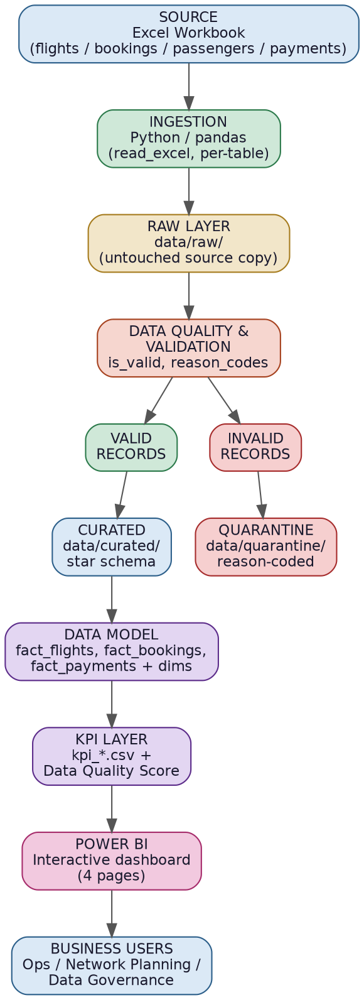 SOURCE
Excel Workbook
(flights / bookings / passengers / payments)
INGESTION
Python / pandas
(read_excel, per-table)
RAW LAYER
data/raw/
(untouched source copy)
DATA QUALITY &
VALIDATION
is_valid, reason_codes
VALID
RECORDS
INVALID
RECORDS
CURATED
data/curated/
star schema
QUARANTINE
data/quarantine/
reason-coded
DATA MODEL
fact_flights, fact_bookings,
fact_payments + dims
KPI LAYER
kpi_*.csv +
Data Quality Score
POWER BI
Interactive dashboard
(4 pages)
BUSINESS USERS
Ops / Network Planning /
Data Governance